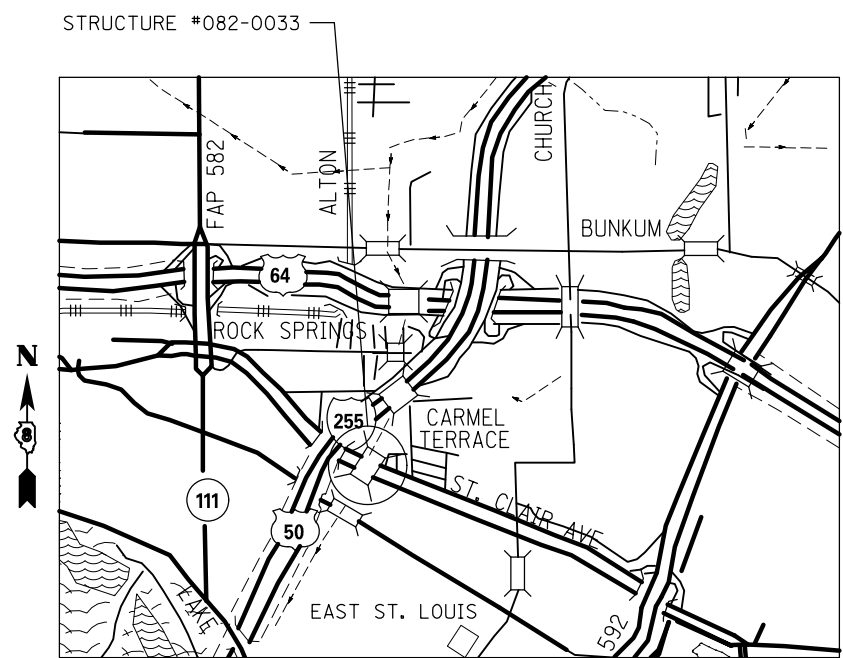 STRUCTURE #082-0033
FAP 582
ALTON
CHURCH
BUNKUM
64
ROCK SPRINGS
N
8
255
CARMEL
TERRACE
111
50
ST. CLAIR AVE
LAKE
EAST ST. LOUIS
592